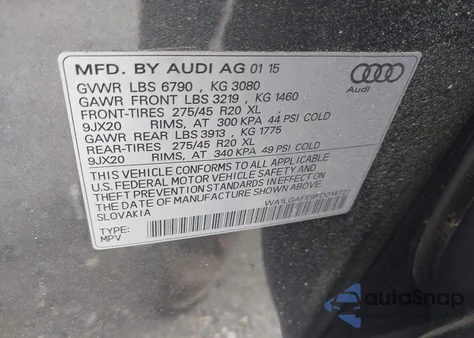 MFD. BY AUDI AG 01 15
GVWR LBS 6790 , KG 3080
GAWR FRONT LBS 3219 , KG 1460
FRONT-TIRES 275/45 R20 XL
9JX20 RIMS, AT 300 KPA 44 PSI COLD
GAWR REAR LBS 3913 , KG 1775
REAR-TIRES 275/45 R20 XL
9JX20 RIMS, AT 340 KPA 49 PSI COLD
THIS VEHICLE CONFORMS TO ALL APPLICABLE
U.S. FEDERAL MOTOR VEHICLE SAFETY AND
THEFT PREVENTION STANDARDS IN EFFECT ON
THE DATE OF MANUFACTURE SHOWN ABOVE.
SLOVAKIA
TYPE:
MPV
Audi
autoSnap